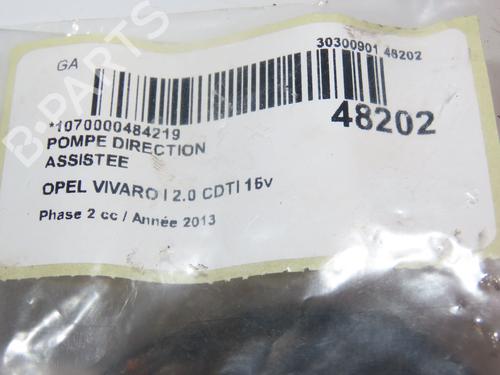 GA
30300901 48202
*1070000484219
48202
POMPE DIRECTION
ASSISTEE
OPEL VIVARO I 2.0 CDTI 16v
Phase 2 cc / Année 2013
B-PARTS